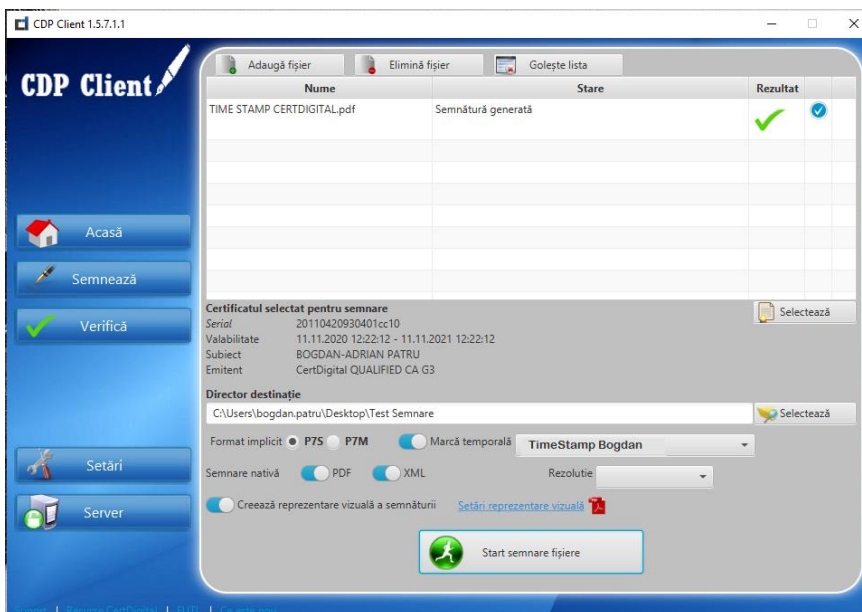 CDP Client 1.5.7.1.1
CDP Client
Adaugă fișier
Elimină fișier
Golește lista
Nume
Stare
Rezultat
TIME STAMP CERTDIGITAL.pdf
Semnătură generată
Acasă
Semnează
Verifică
Certificatul selectat pentru semnare
Selectează
Serial 20110420930401cc10
Valabilitate 11.11.2020 12:22:12 - 11.11.2021 12:22:12
Subiect BOGDAN-ADRIAN PATRU
Emitent CertDigital QUALIFIED CA G3
Director destinație
C:\Users\bogdan.patru\Desktop\Test Semnare
Selectează
Format implicit P7S P7M Marcă temporală TimeStamp Bogdan
Setări
Semnare nativă PDF XML Rezolutie
Server
Creează reprezentare vizuală a semnăturii Setări reprezentare vizuală
Start semnare fișiere